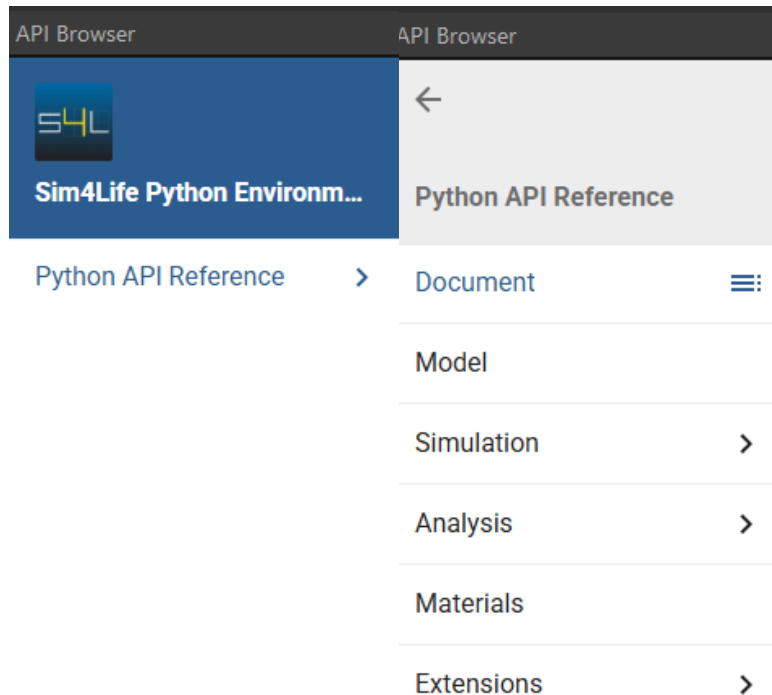 API Browser
S4L
Sim4Life Python Environm...
Python API Reference
API Browser
Python API Reference
Document
Model
Simulation
Analysis
Materials
Extensions